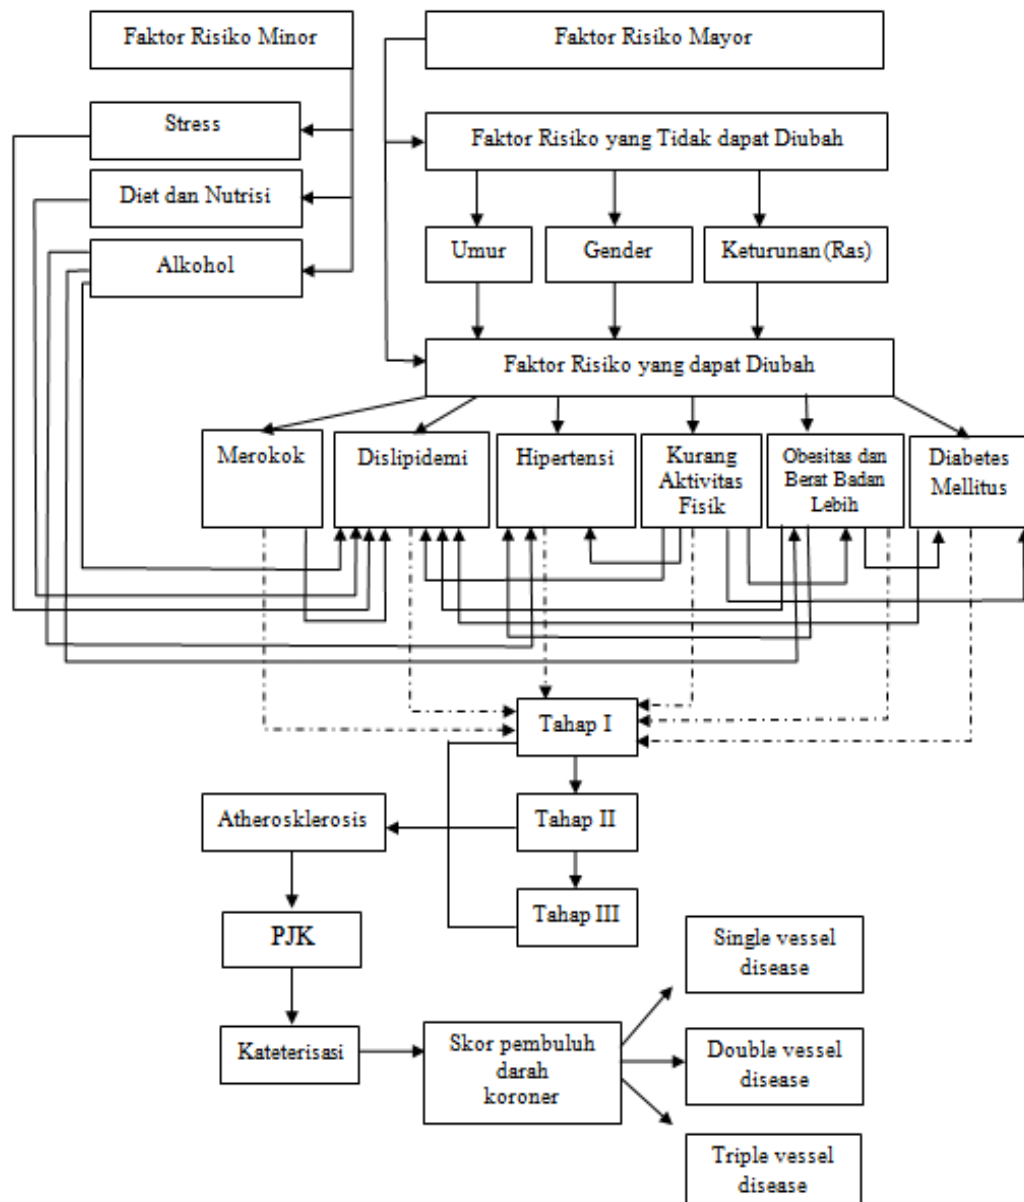 Faktor Risiko Minor
Faktor Risiko Mayor
Stress
Faktor Risiko yang Tidak dapat Diubah
Diet dan Nutrisi
Alkohol
Umur
Gender
Keturunan (Ras)
Faktor Risiko yang dapat Diubah
Merokok
Dislipidemi
Hipertensi
Kurang
Aktivitas
Fisik
Obesitas dan
Berat Badan
Lebih
Diabetes
Mellitus
Tahap I
Atherosklerosis
Tahap II
Tahap III
PJK
Kateterisasi
Skor pembuluh
darah
koroner
Single vessel
disease
Double vessel
disease
Triple vessel
disease